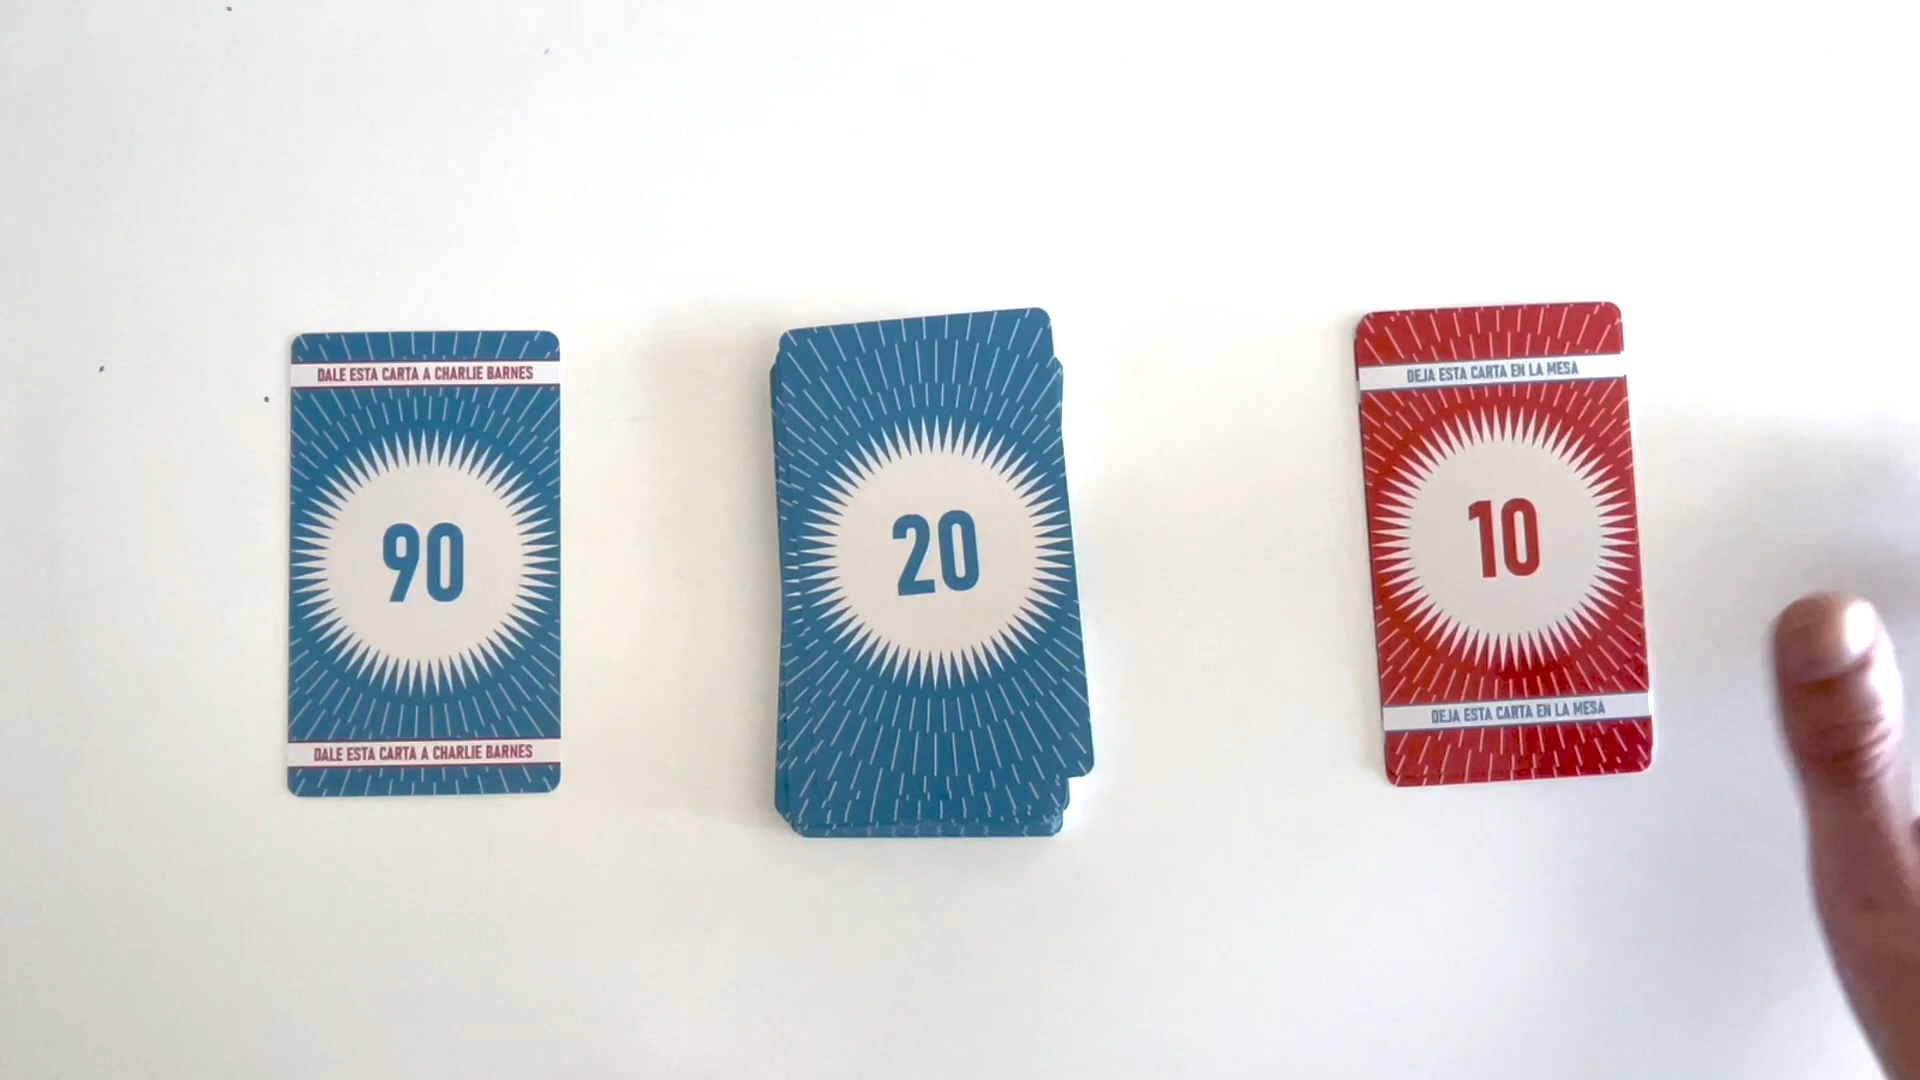 DALE ESTA CARTA A CHARLIE BARNES
90
DALE ESTA CARTA A CHARLIE BARNES
20
DEJA ESTA CARTA EN LA MESA
10
DEJA ESTA CARTA EN LA MESA